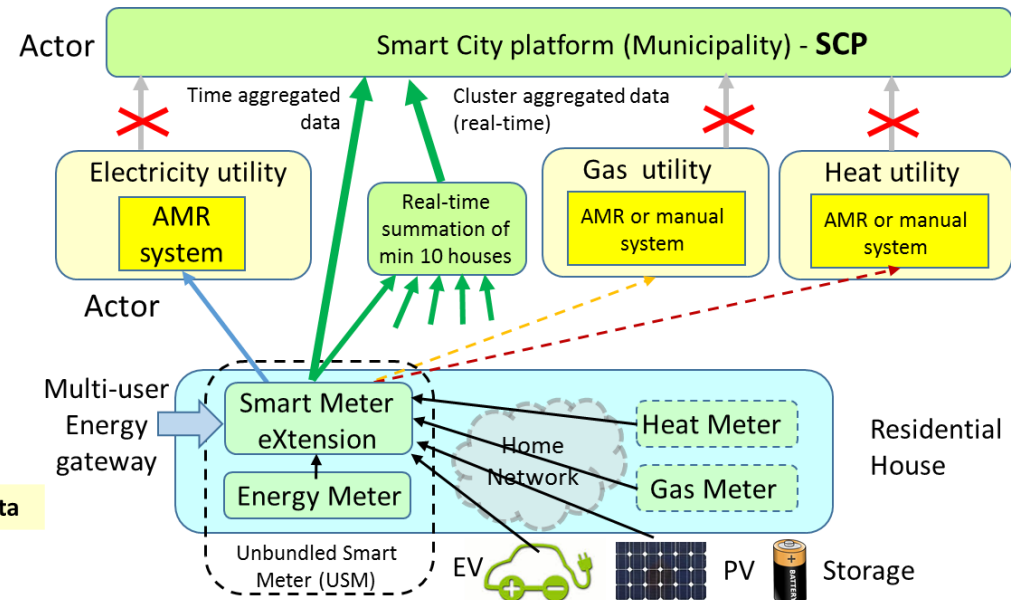 Actor
Smart City platform (Municipality) - SCP
Time aggregated
data
Cluster aggregated data
(real-time)
Electricity utility
AMR
system
Real-time
summation of
min 10 houses
Gas utility
AMR or manual
system
Heat utility
AMR or manual
system
Actor
Multi-user
Energy
gateway
Smart Meter
eXtension
Energy Meter
Home
Network
Heat Meter
Gas Meter
Residential
House
ta
Unbundled Smart
Meter (USM)
EV
PV
BATTERY
Storage